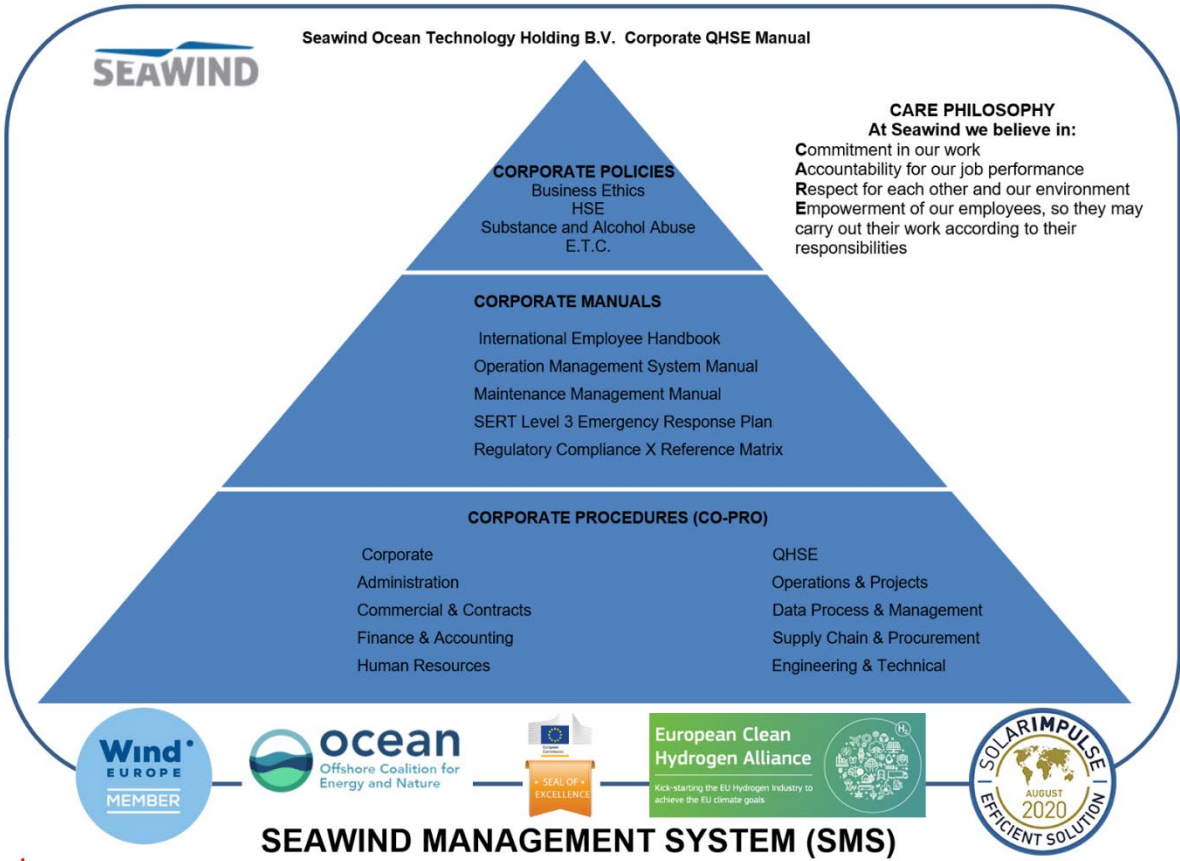 Seawind Ocean Technology Holding B.V. Corporate QHSE Manual
SEAWIND
CARE PHILOSOPHY
At Seawind we believe in:
Commitment in our work
Accountability for our job performance
Respect for each other and our environment
Empowerment of our employees, so they may
carry out their work according to their
responsibilities
CORPORATE POLICIES
Business Ethics
HSE
Substance and Alcohol Abuse
E.T.C.
CORPORATE MANUALS
International Employee Handbook
Operation Management System Manual
Maintenance Management Manual
SERT Level 3 Emergency Response Plan
Regulatory Compliance X Reference Matrix
CORPORATE PROCEDURES (CO-PRO)
Corporate
Administration
Commercial & Contracts
Finance & Accounting
Human Resources
QHSE
Operations & Projects
Data Process & Management
Supply Chain & Procurement
Engineering & Technical
Wind
EUROPE
MEMBER
ocean
Offshore Coalition for
Energy and Nature
European
Commission
SEAL OF
EXCELLENCE
European Clean
Hydrogen Alliance
Kick-starting the EU Hydrogen Industry to
achieve the EU climate goals
H2
SOLARIMPULSE
AUGUST
2020
EFFICIENT SOLUTION
SEAWIND MANAGEMENT SYSTEM (SMS)